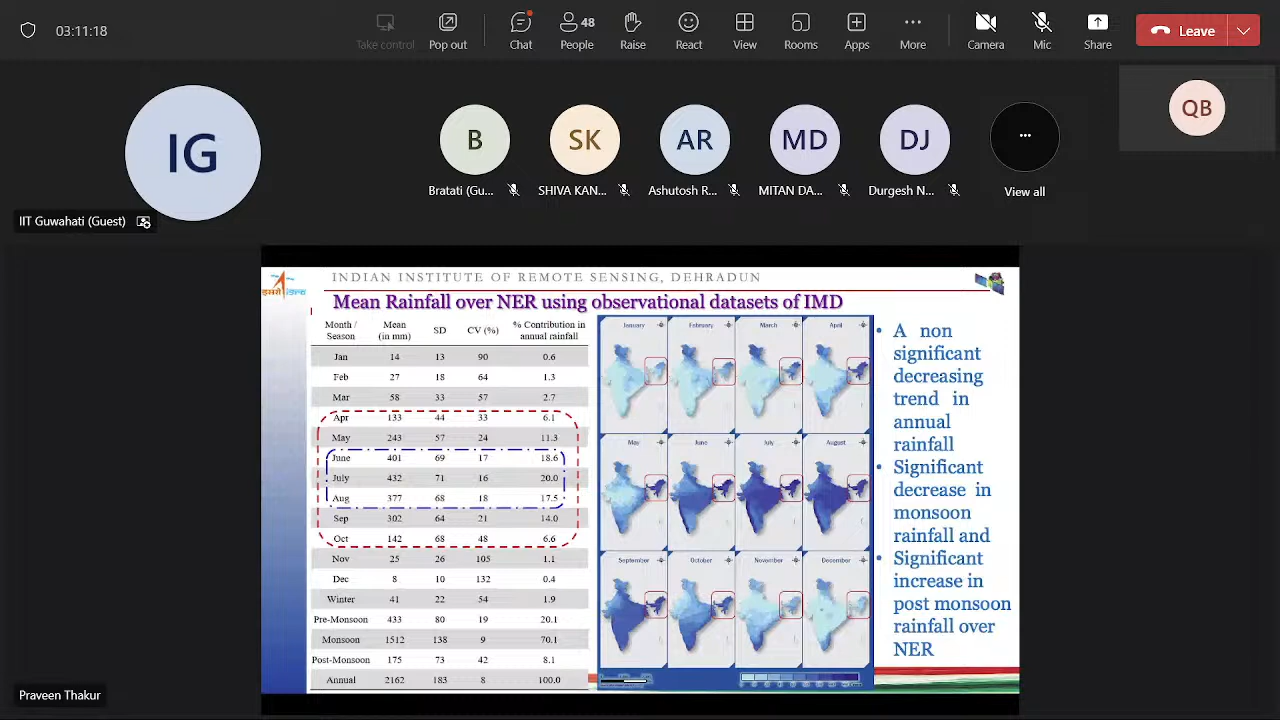 03:11:18
Take control
Pop out
Chat
48
People
Raise
React
View
Rooms
Apps
More
Camera
Mic
Share
Leave
IG
B
SK
AR
MD
DJ
QB
Bratati (Gu...
SHIVA KAN...
Ashutosh R...
MITAN DA...
Durgesh N...
View all
IIT Guwahati (Guest)
INDIAN INSTITUTE OF REMOTE SENSING, DEHRADUN
Mean Rainfall over NER using observational datasets of IMD
Month / Season Mean (in mm) SD CV (%) % Contribution in annual rainfall
Jan 14 13 90 0.6
Feb 27 18 64 1.3
Mar 58 33 57 2.7
Apr 133 44 33 6.1
May 243 57 24 11.3
June 401 69 17 18.6
July 432 71 16 20.0
Aug 377 68 18 17.5
Sep 302 64 21 14.0
Oct 142 68 48 6.6
Nov 25 26 105 1.1
Dec 8 10 132 0.4
Winter 41 22 54 1.9
Pre-Monsoon 433 80 19 20.1
Monsoon 1512 138 9 70.1
Post-Monsoon 175 73 42 8.1
Annual 2162 183 8 100.0
January February March April
May June July August
September October November December
• A non
significant
decreasing
trend in
annual
rainfall
• Significant
decrease in
monsoon
rainfall and
• Significant
increase in
post monsoon
rainfall over
NER
Praveen Thakur